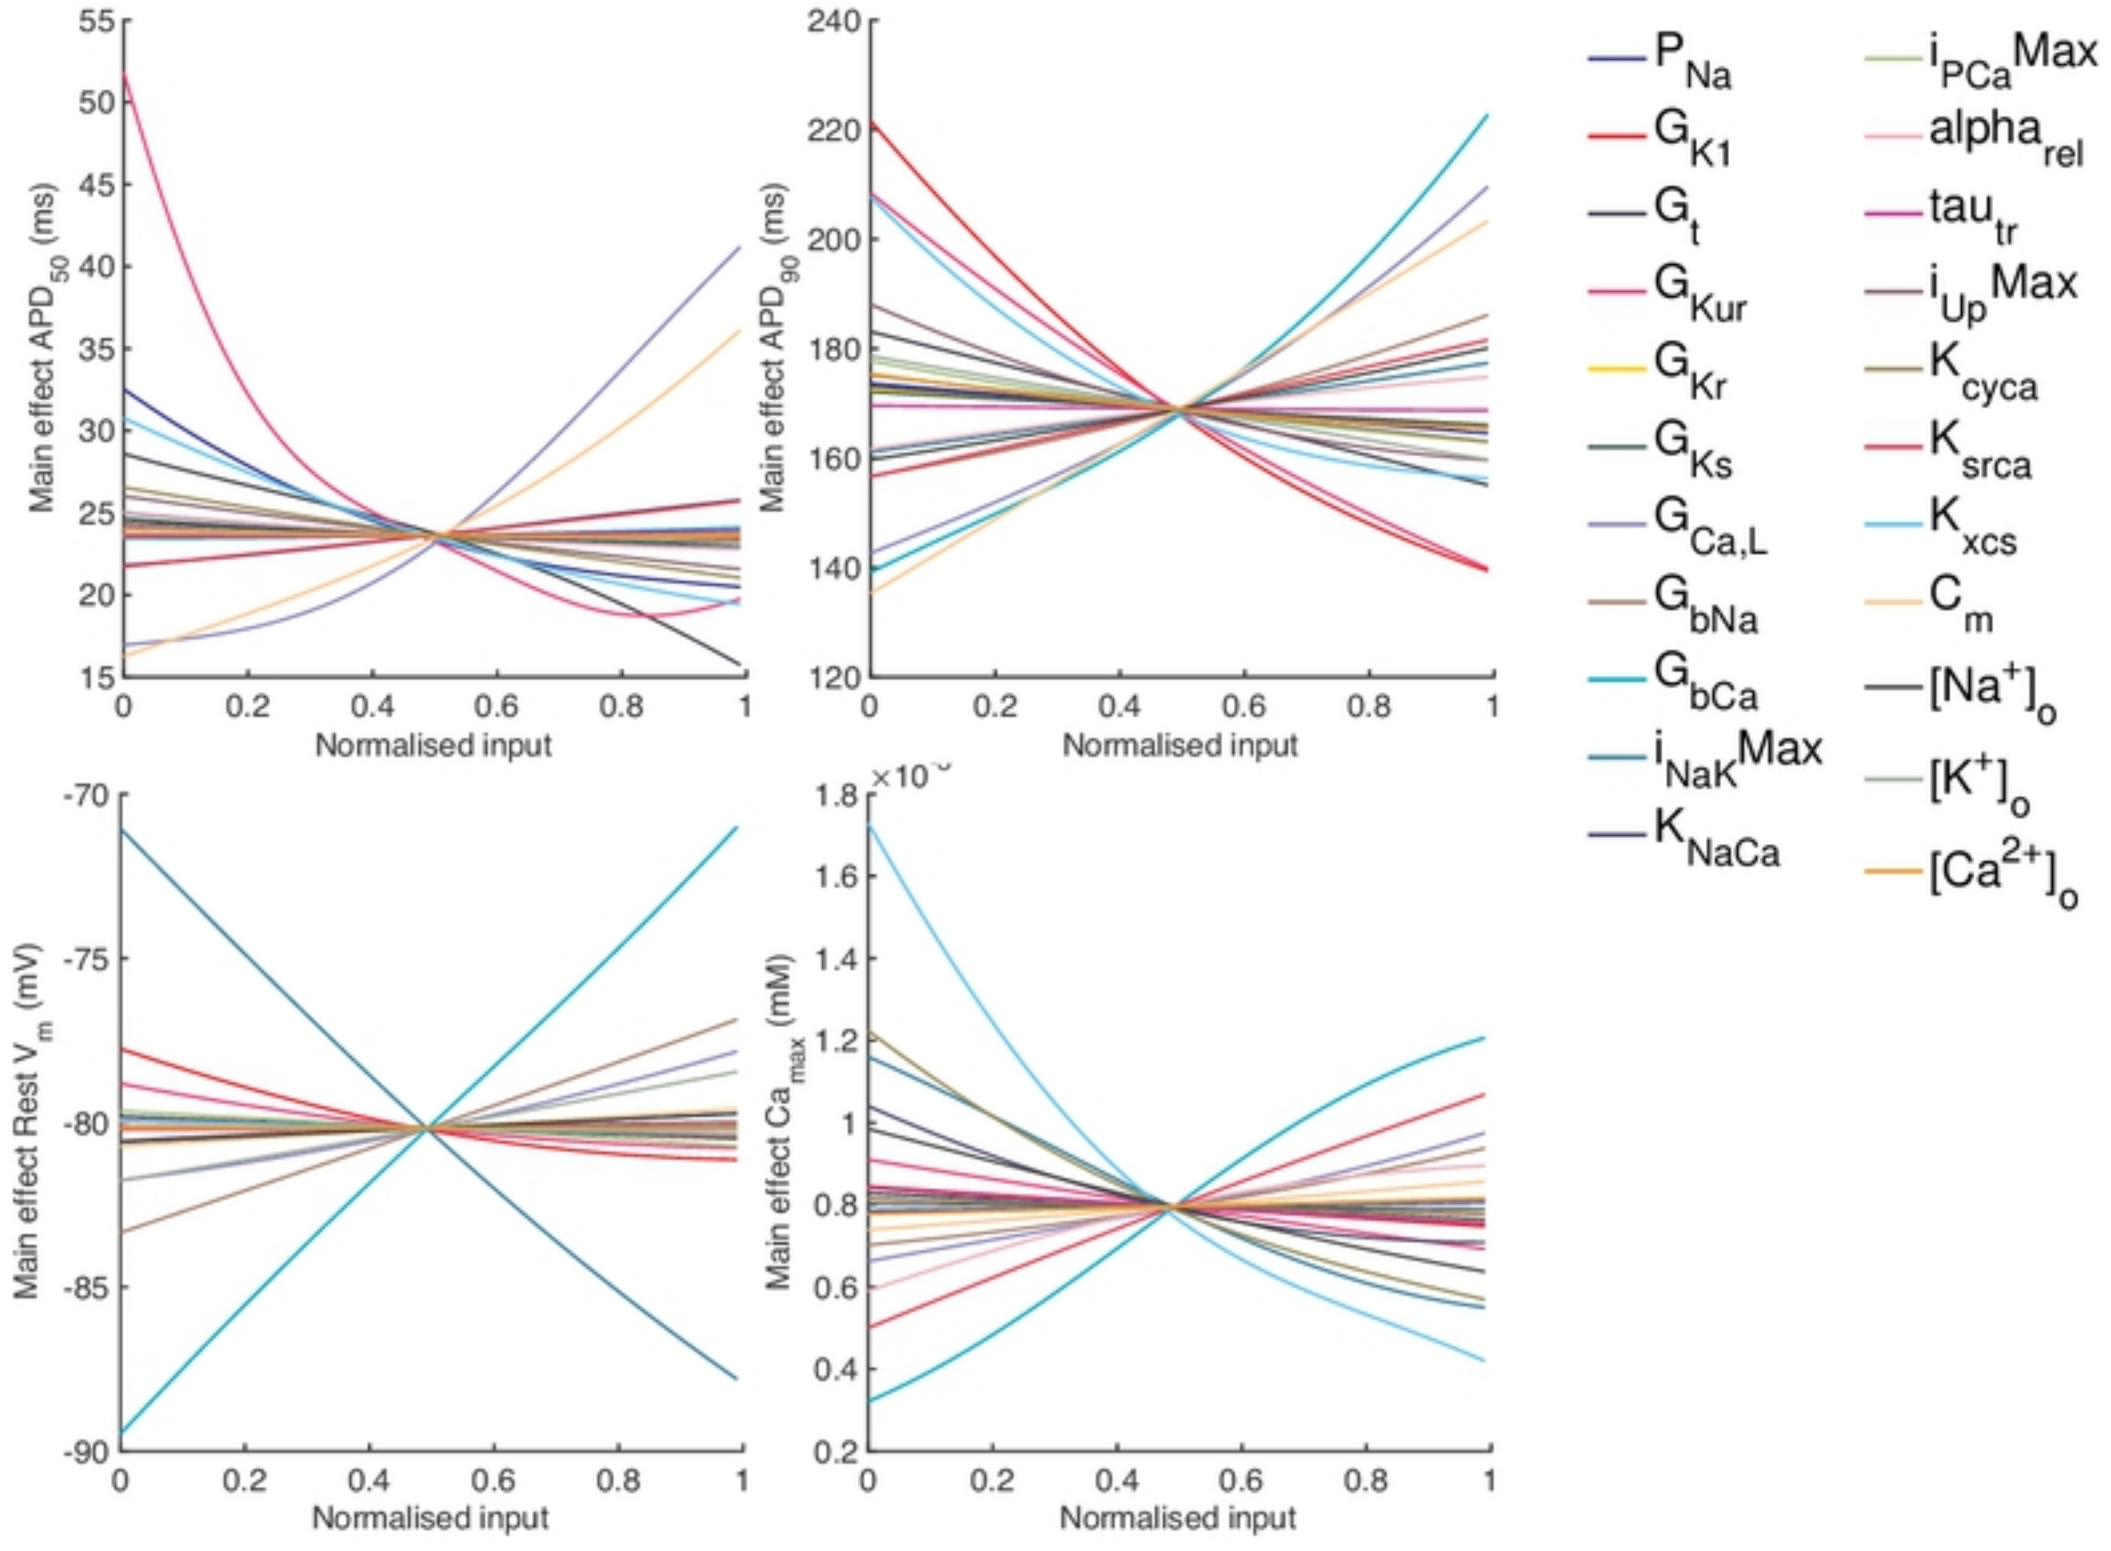 55
50
45
40
35
30
25
20
15
0 0.2 0.4 0.6 0.8 1
Normalised input
Main effect APD50 (ms)
240
220
200
180
160
140
120
0 0.2 0.4 0.6 0.8 1
Normalised input
Main effect APD90 (ms)
-70
-75
-80
-85
-90
0 0.2 0.4 0.6 0.8 1
Normalised input
Main effect Rest Vm (mV)
×10
1.8
1.6
1.4
1.2
1
0.8
0.6
0.4
0.2
0 0.2 0.4 0.6 0.8 1
Normalised input
Main effect Camax (mM)
PNa
GK1
Gt
GKur
GKr
GKs
GCa,L
GbNa
GbCa
iNaKMax
KNaCa
iPCaMax
alpharel
tautr
iUpMax
Kcyca
Ksrca
Kxcs
Cm
[Na+]o
[K+]o
[Ca2+]o